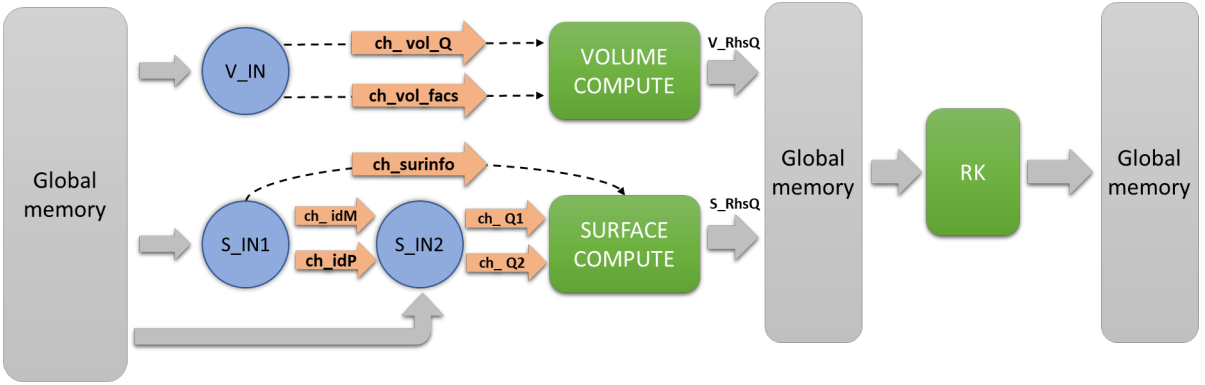 Global
memory
V_IN
ch_ vol_Q
ch_vol_facs
VOLUME
COMPUTE
V_RhsQ
ch_surinfo
S_IN1
ch_ idM
ch_idP
S_IN2
ch_ Q1
ch_ Q2
SURFACE
COMPUTE
S_RhsQ
Global
memory
RK
Global
memory